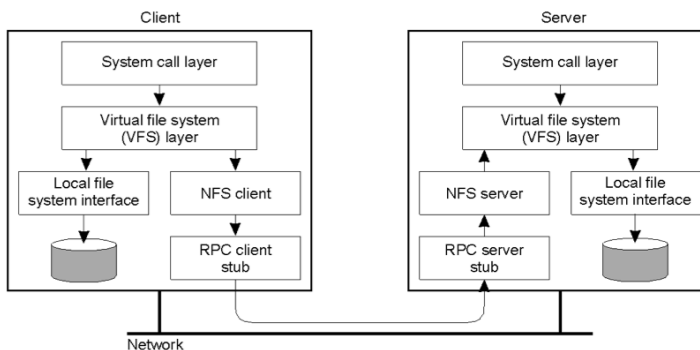 Client
System call layer
Virtual file system
(VFS) layer
Local file
system interface
NFS client
RPC client
stub
Server
System call layer
Virtual file system
(VFS) layer
NFS server
Local file
system interface
RPC server
stub
Network